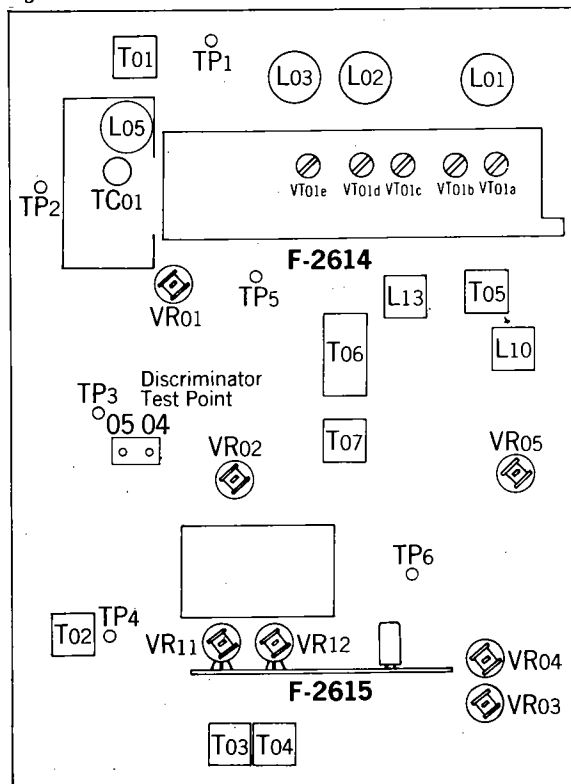 T01
TP1
L03
L02
L01
L05
TC01
TP2
VT01e
VT01d
VT01c
VT01b
VT01a
F-2614
VR01
TP5
L13
T05
T06
L10
Discriminator
Test Point
TP3
05 04
VR02
T07
VR05
TP6
T02
TP4
VR11
VR12
VR04
F-2615
VR03
T03
T04